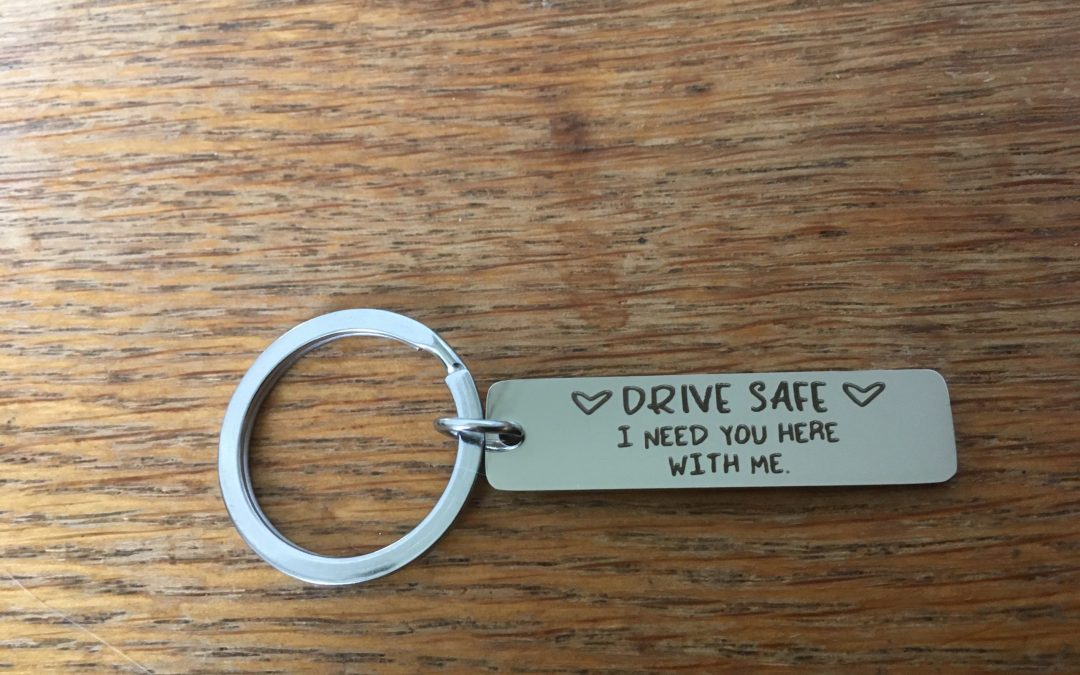 ♡ DRIVE SAFE ♡
I NEED YOU HERE
WITH ME.